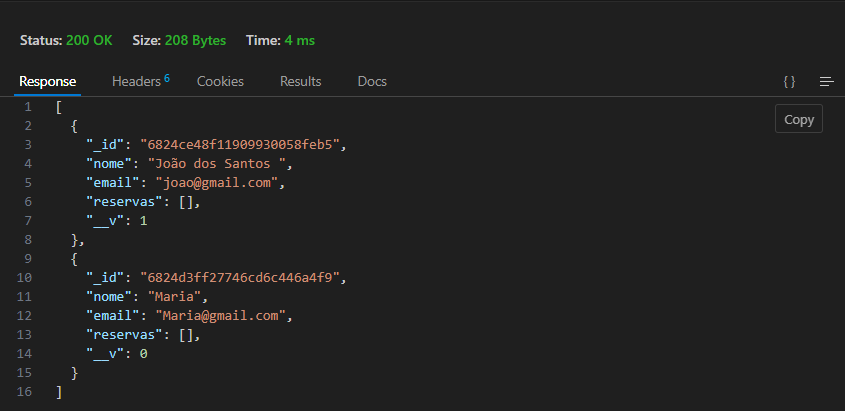 Status: 200 OK Size: 208 Bytes Time: 4 ms
Response Headers 6 Cookies Results Docs { }
Copy
1 [
2 {
3 "_id": "6824ce48f11909930058feb5",
4 "nome": "João dos Santos ",
5 "email": "joao@gmail.com",
6 "reservas": [],
7 "__v": 1
8 },
9 {
10 "_id": "6824d3ff27746cd6c446a4f9",
11 "nome": "Maria",
12 "email": "Maria@gmail.com",
13 "reservas": [],
14 "__v": 0
15 }
16 ]